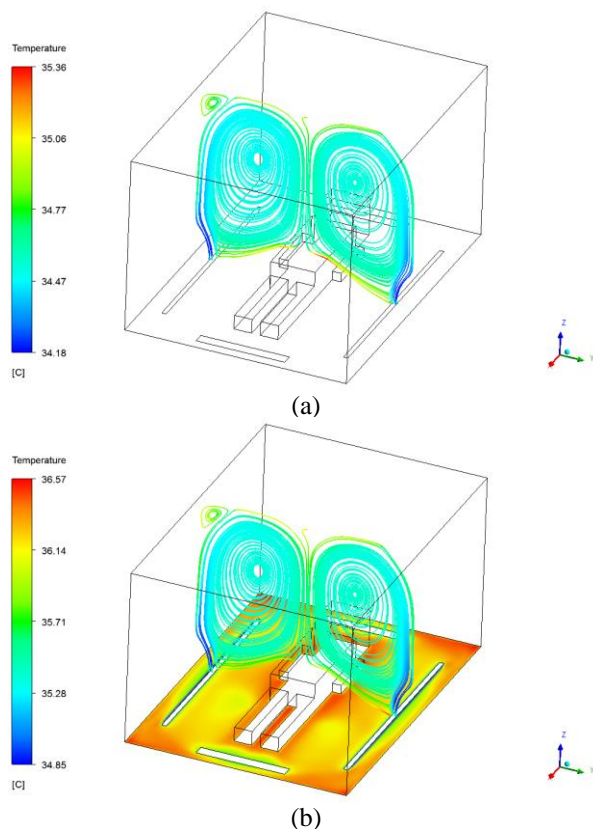 Temperature
35.36
35.06
34.77
34.47
34.18
[C]
Z
Y
(a)
Temperature
36.57
36.14
35.71
35.28
34.85
[C]
Z
Y
(b)